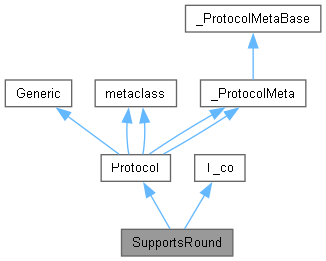 _ProtocolMetaBase
Generic
metaclass
_ProtocolMeta
Protocol
T_co
SupportsRound